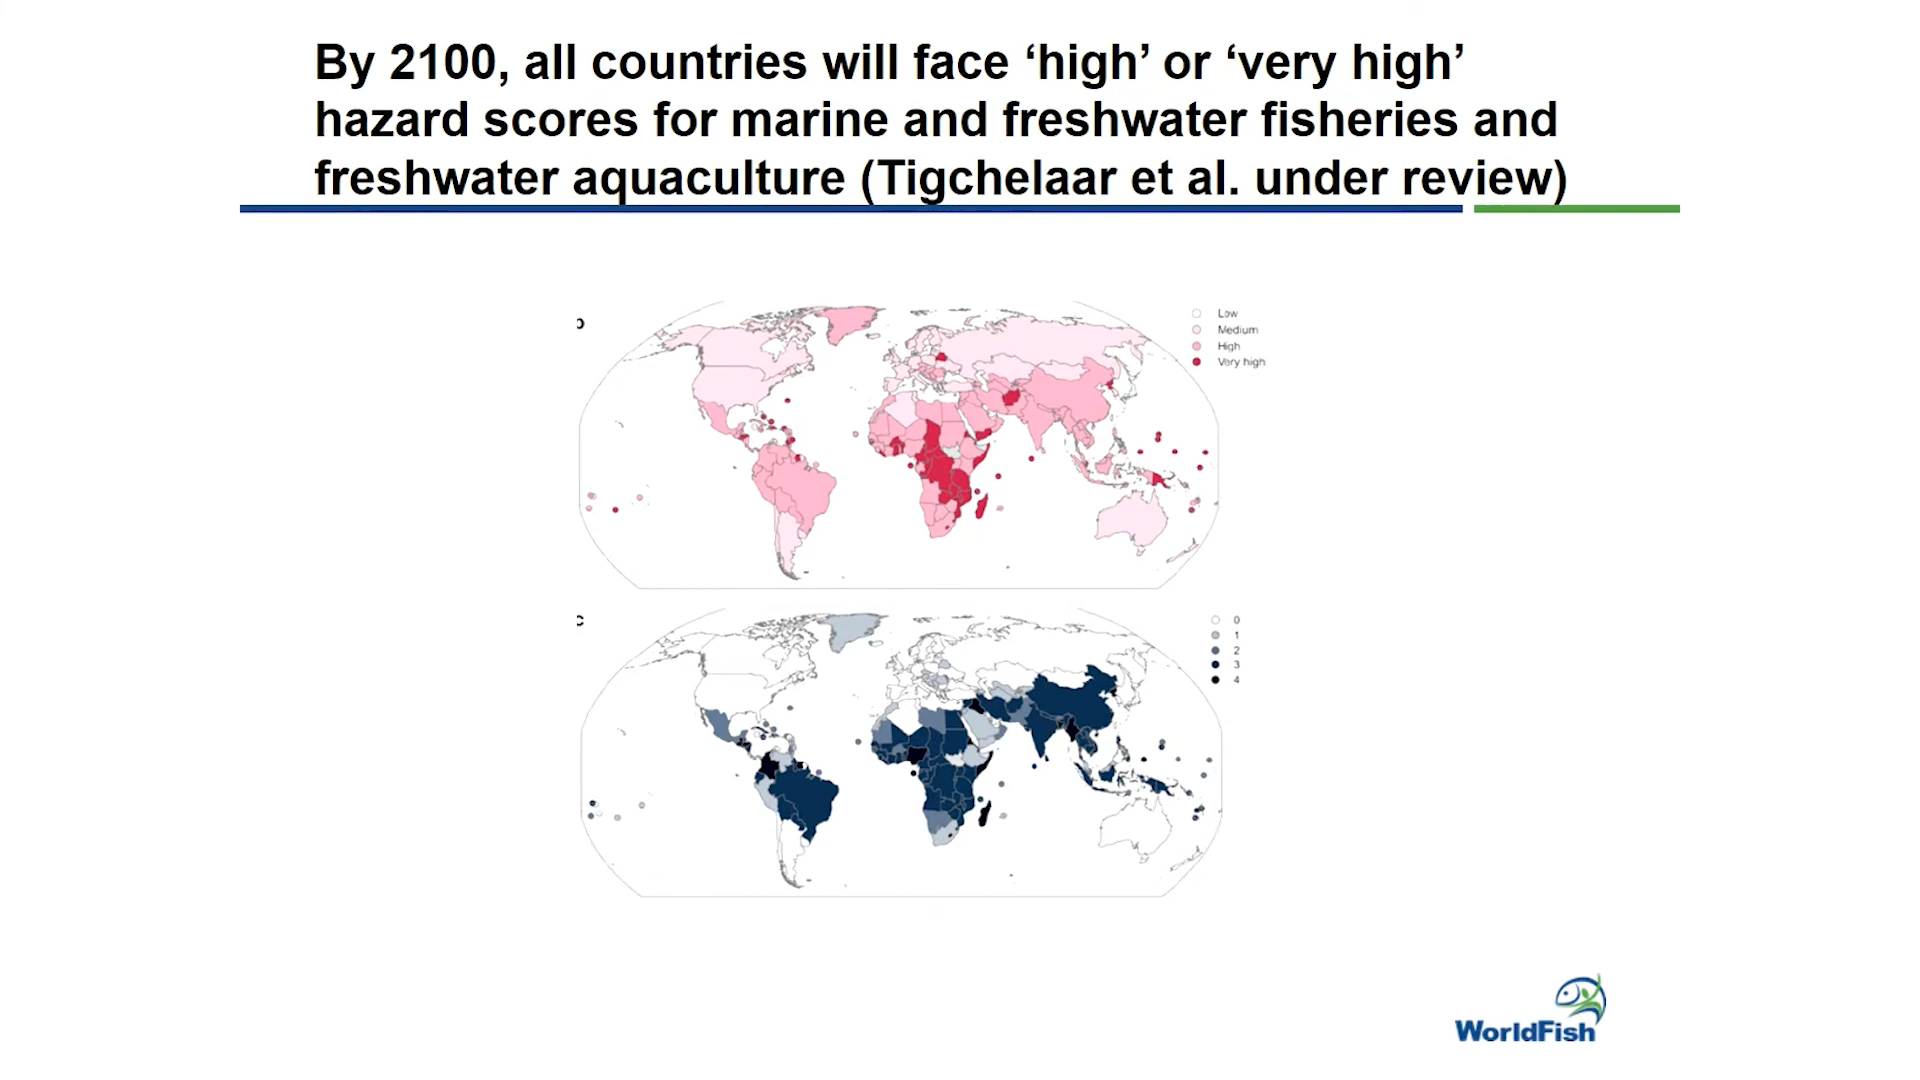 By 2100, all countries will face ‘high’ or ‘very high’
hazard scores for marine and freshwater fisheries and
freshwater aquaculture (Tigchelaar et al. under review)
b
Low
Medium
High
Very high
c
0
1
2
3
4
WorldFish